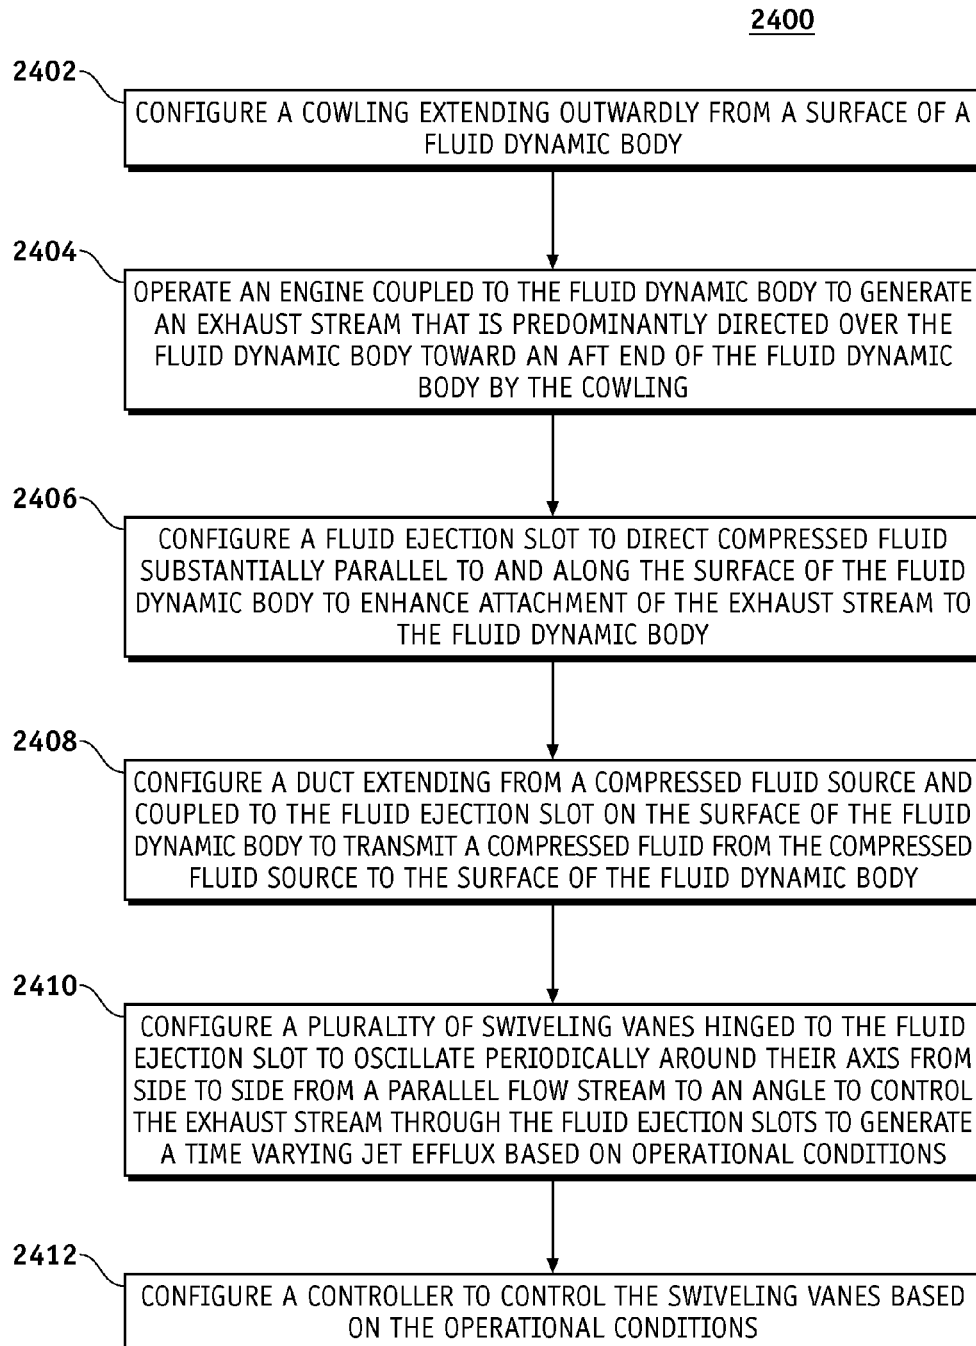 2400
2402
CONFIGURE A COWLING EXTENDING OUTWARDLY FROM A SURFACE OF A
FLUID DYNAMIC BODY
2404
OPERATE AN ENGINE COUPLED TO THE FLUID DYNAMIC BODY TO GENERATE
AN EXHAUST STREAM THAT IS PREDOMINANTLY DIRECTED OVER THE
FLUID DYNAMIC BODY TOWARD AN AFT END OF THE FLUID DYNAMIC
BODY BY THE COWLING
2406
CONFIGURE A FLUID EJECTION SLOT TO DIRECT COMPRESSED FLUID
SUBSTANTIALLY PARALLEL TO AND ALONG THE SURFACE OF THE FLUID
DYNAMIC BODY TO ENHANCE ATTACHMENT OF THE EXHAUST STREAM TO
THE FLUID DYNAMIC BODY
2408
CONFIGURE A DUCT EXTENDING FROM A COMPRESSED FLUID SOURCE AND
COUPLED TO THE FLUID EJECTION SLOT ON THE SURFACE OF THE FLUID
DYNAMIC BODY TO TRANSMIT A COMPRESSED FLUID FROM THE COMPRESSED
FLUID SOURCE TO THE SURFACE OF THE FLUID DYNAMIC BODY
2410
CONFIGURE A PLURALITY OF SWIVELING VANES HINGED TO THE FLUID
EJECTION SLOT TO OSCILLATE PERIODICALLY AROUND THEIR AXIS FROM
SIDE TO SIDE FROM A PARALLEL FLOW STREAM TO AN ANGLE TO CONTROL
THE EXHAUST STREAM THROUGH THE FLUID EJECTION SLOTS TO GENERATE
A TIME VARYING JET EFFLUX BASED ON OPERATIONAL CONDITIONS
2412
CONFIGURE A CONTROLLER TO CONTROL THE SWIVELING VANES BASED
ON THE OPERATIONAL CONDITIONS